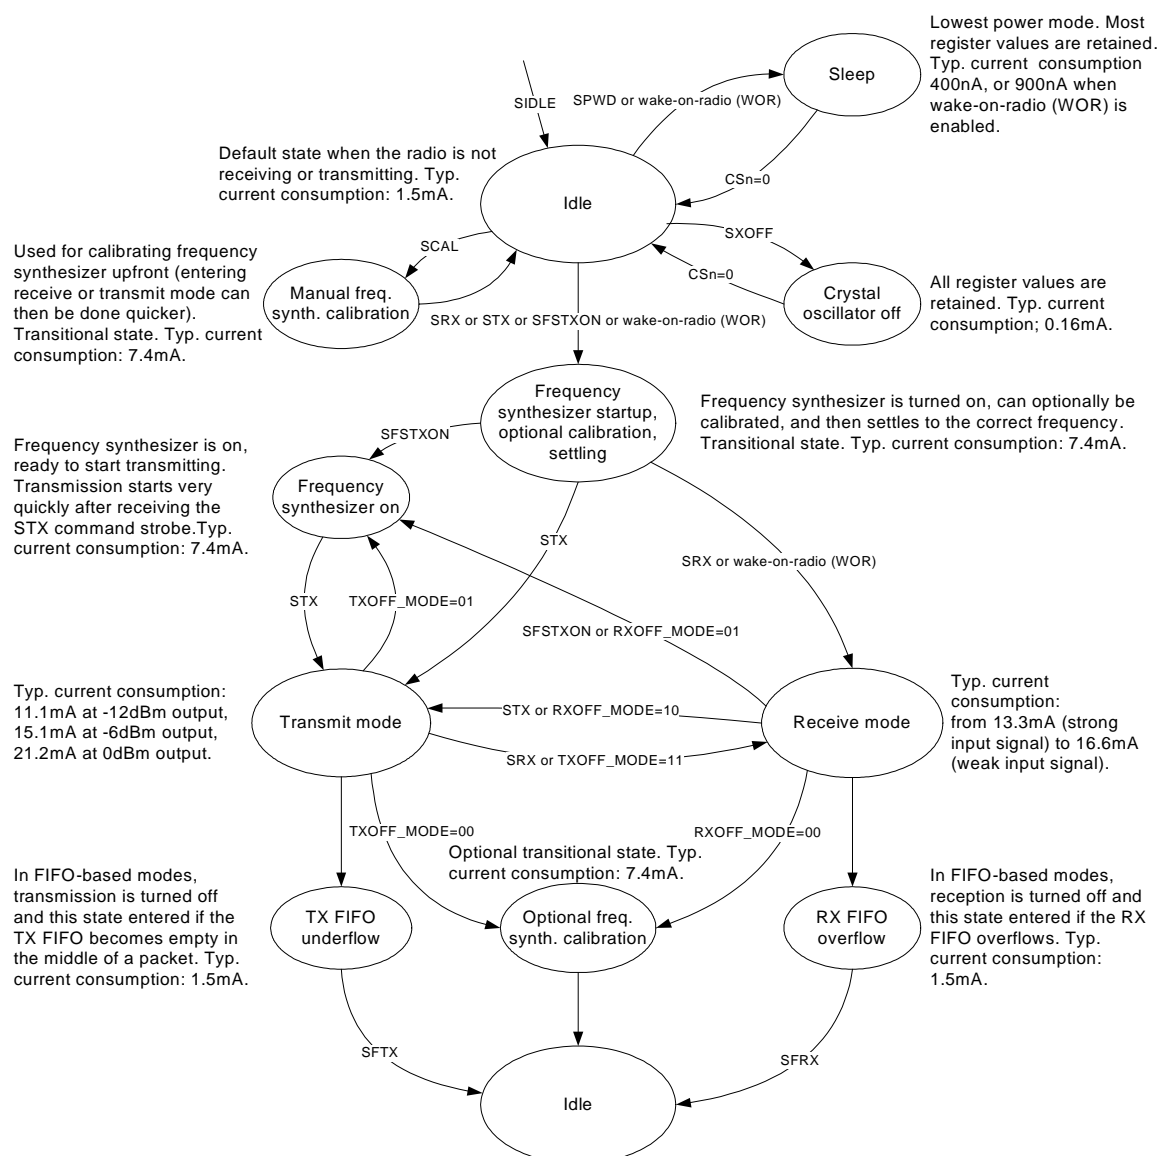 Lowest power mode. Most
register values are retained.
Typ. current consumption
400nA, or 900nA when
wake-on-radio (WOR) is
enabled.
Sleep
SIDLE
SPWD or wake-on-radio (WOR)
Default state when the radio is not
receiving or transmitting. Typ.
current consumption: 1.5mA.
CSn=0
Idle
SXOFF
SCAL
CSn=0
Used for calibrating frequency
synthesizer upfront (entering
receive or transmit mode can
then be done quicker).
Transitional state. Typ. current
consumption: 7.4mA.
Manual freq.
synth. calibration
SRX or STX or SFSTXON or wake-on-radio (WOR)
Crystal
oscillator off
All register values are
retained. Typ. current
consumption; 0.16mA.
Frequency
synthesizer startup,
optional calibration,
settling
Frequency synthesizer is turned on, can optionally be
calibrated, and then settles to the correct frequency.
Transitional state. Typ. current consumption: 7.4mA.
SFSTXON
Frequency synthesizer is on,
ready to start transmitting.
Transmission starts very
quickly after receiving the
STX command strobe.Typ.
current consumption: 7.4mA.
Frequency
synthesizer on
STX
SRX or wake-on-radio (WOR)
STX
TXOFF_MODE=01
SFSTXON or RXOFF_MODE=01
Typ. current consumption:
11.1mA at -12dBm output,
15.1mA at -6dBm output,
21.2mA at 0dBm output.
Transmit mode
STX or RXOFF_MODE=10
SRX or TXOFF_MODE=11
Receive mode
Typ. current
consumption:
from 13.3mA (strong
input signal) to 16.6mA
(weak input signal).
TXOFF_MODE=00
RXOFF_MODE=00
Optional transitional state. Typ.
current consumption: 7.4mA.
In FIFO-based modes,
transmission is turned off
and this state entered if the
TX FIFO becomes empty in
the middle of a packet. Typ.
current consumption: 1.5mA.
TX FIFO
underflow
Optional freq.
synth. calibration
RX FIFO
overflow
In FIFO-based modes,
reception is turned off and
this state entered if the RX
FIFO overflows. Typ.
current consumption:
1.5mA.
SFTX
SFRX
Idle